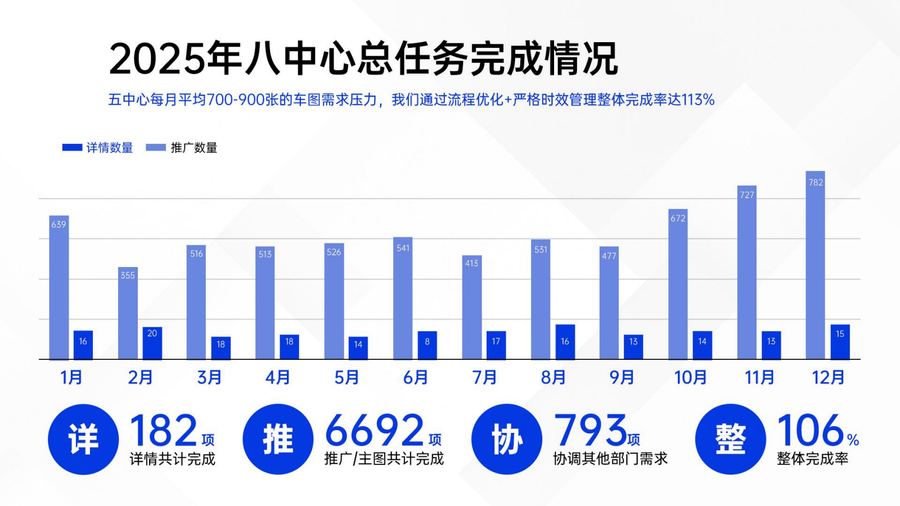 2025年八中心总任务完成情况
五中心每月平均700-900张的车图需求压力，我们通过流程优化+严格时效管理整体完成率达113%
详情数量 推广数量
639 16 355 20 516 18 513 18 526 14 541 8 413 17 531 16 477 13 672 14 727 13 782 15
1月 2月 3月 4月 5月 6月 7月 8月 9月 10月 11月 12月
详 182项 推 6692项 协 793项 整 106%
详情共计完成 推广/主图共计完成 协调其他部门需求 整体完成率